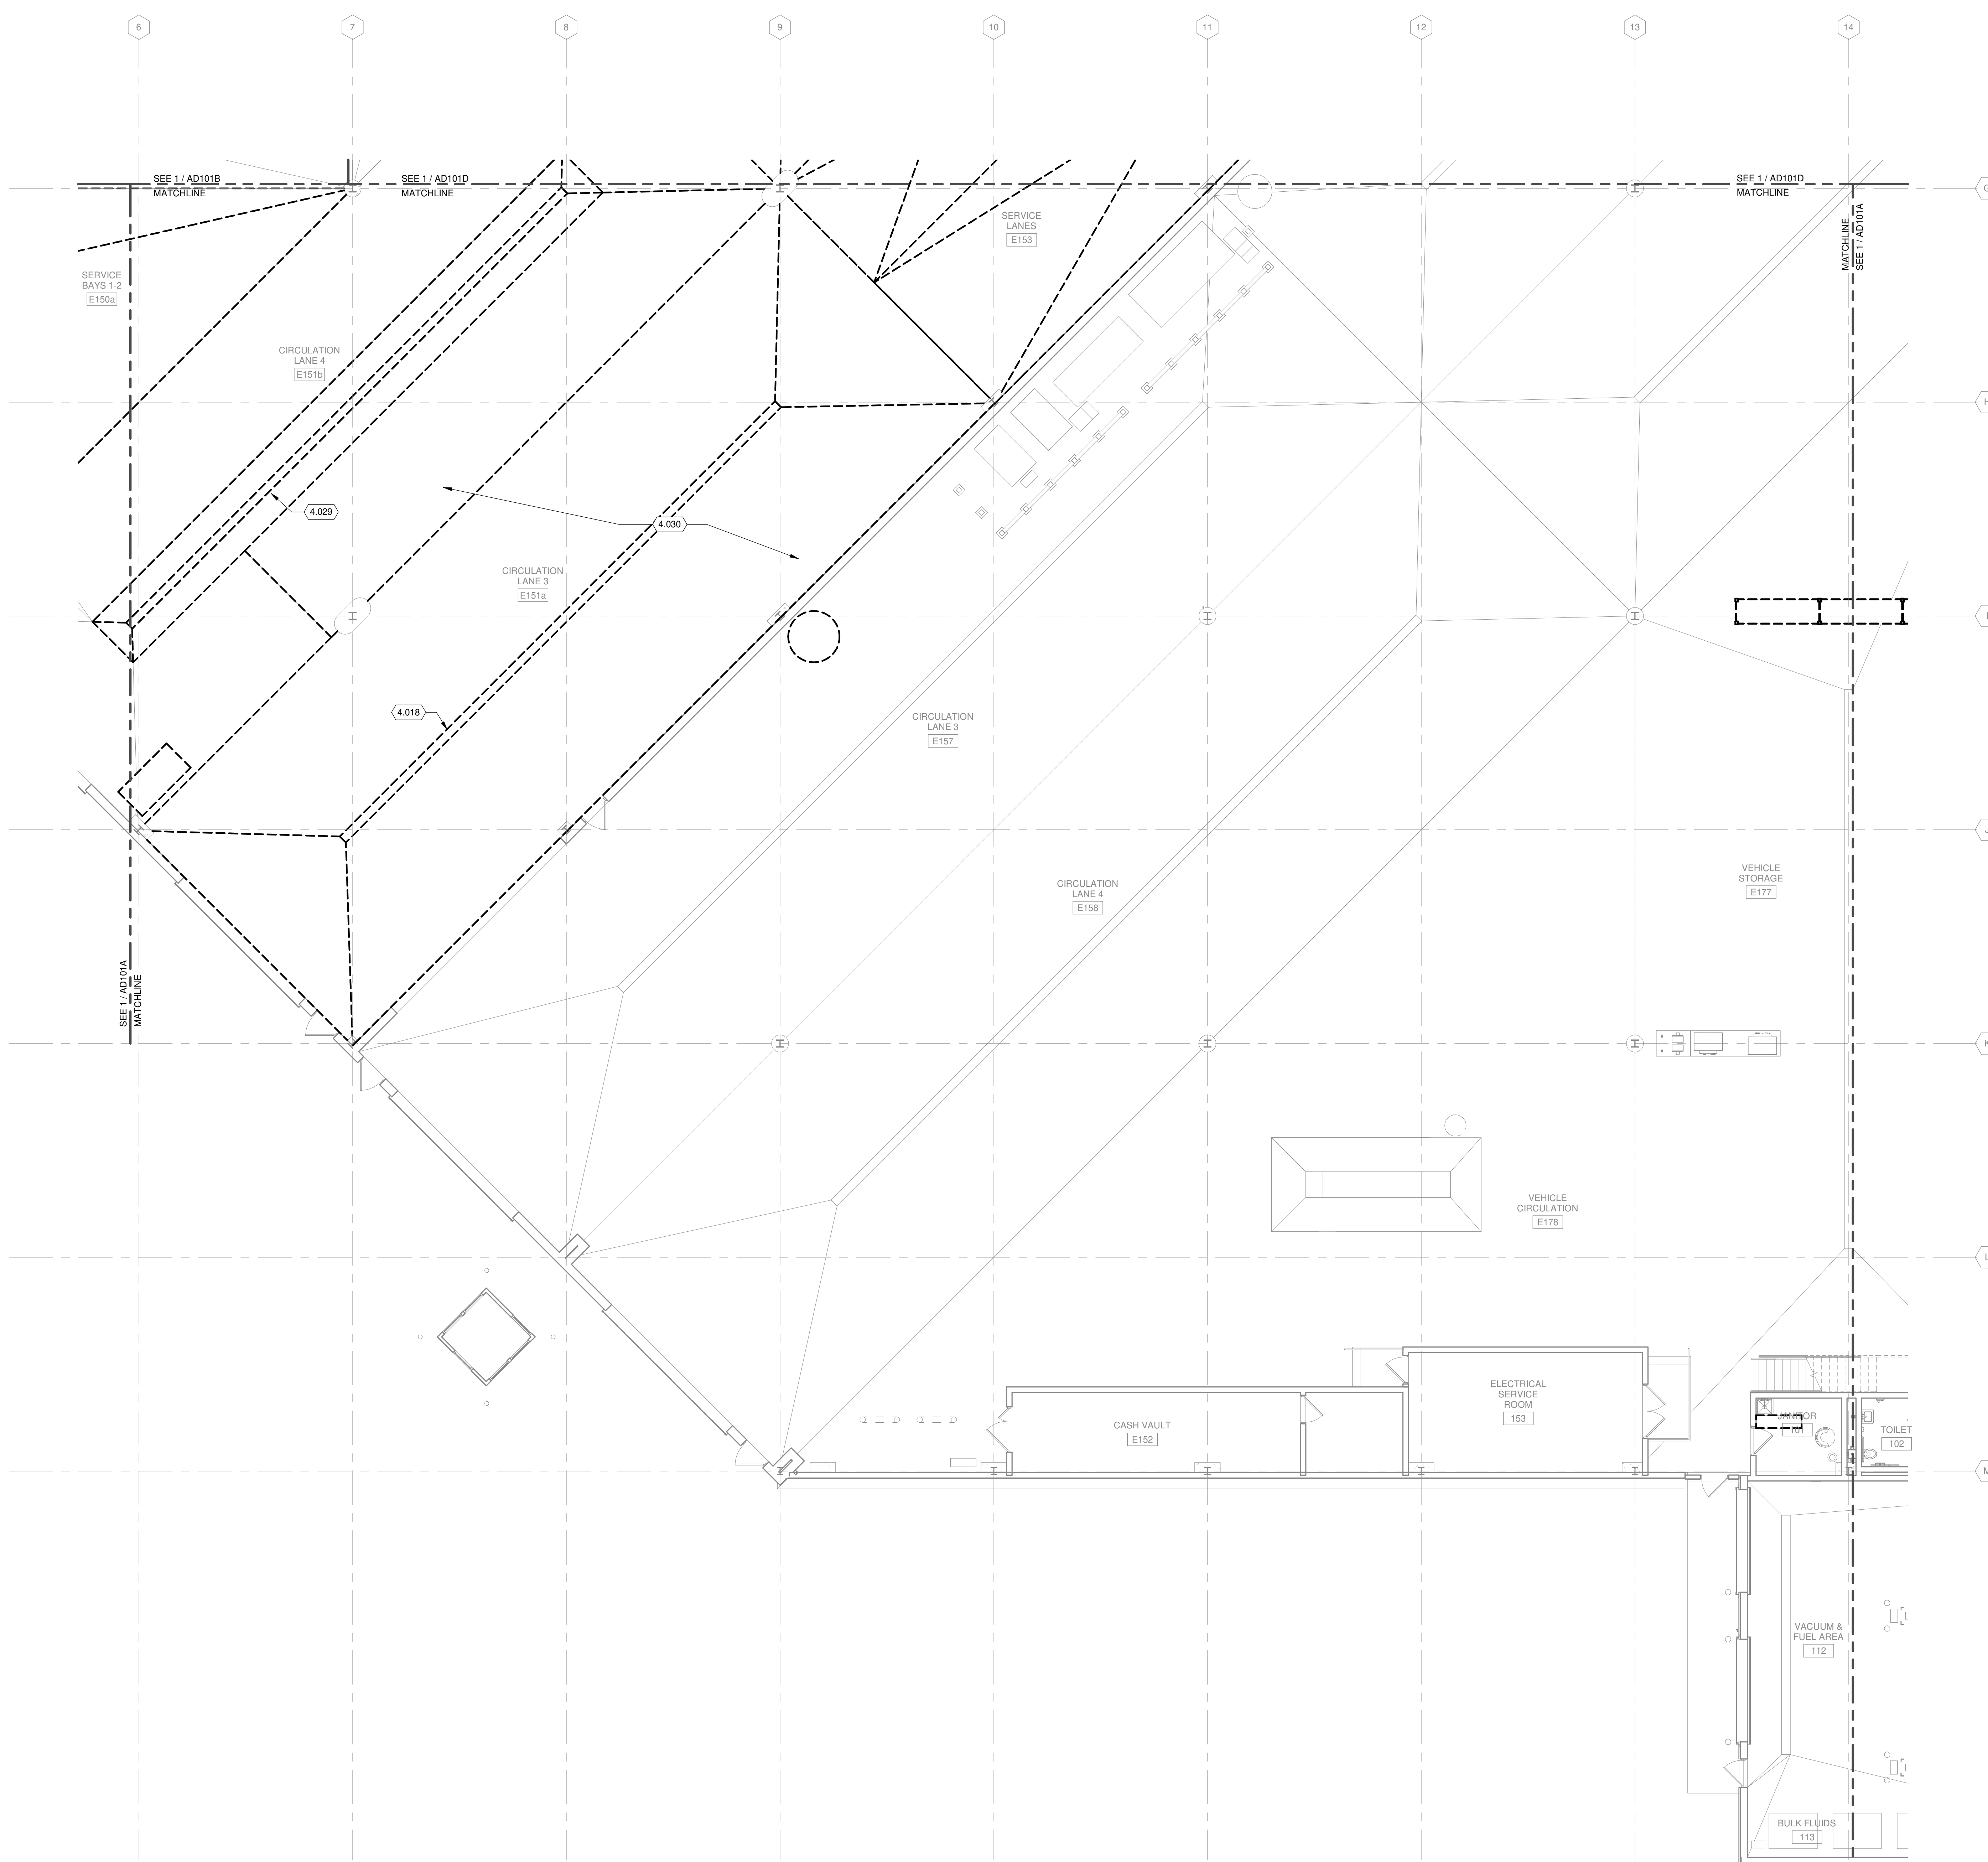 6
7
8
9
10
11
12
13
14
SEE 1 / AD101B
MATCHLINE
SEE 1 / AD101D
MATCHLINE
SEE 1 / AD101D
MATCHLINE
MATCHLINE
SEE 1 / AD101A
SERVICE
LANES
E153
SERVICE
BAYS 1-2
E150a
CIRCULATION
LANE 4
E151b
H
4.029
4.030
CIRCULATION
LANE 3
E151a
4.018
CIRCULATION
LANE 3
E157
J
VEHICLE
STORAGE
E177
CIRCULATION
LANE 4
E158
SEE 1 / AD101A
MATCHLINE
K
VEHICLE
CIRCULATION
E178
L
ELECTRICAL
SERVICE
ROOM
153
CASH VAULT
E152
JANITOR
101
TOILET
102
M
VACUUM &
FUEL AREA
112
BULK FLUIDS
113